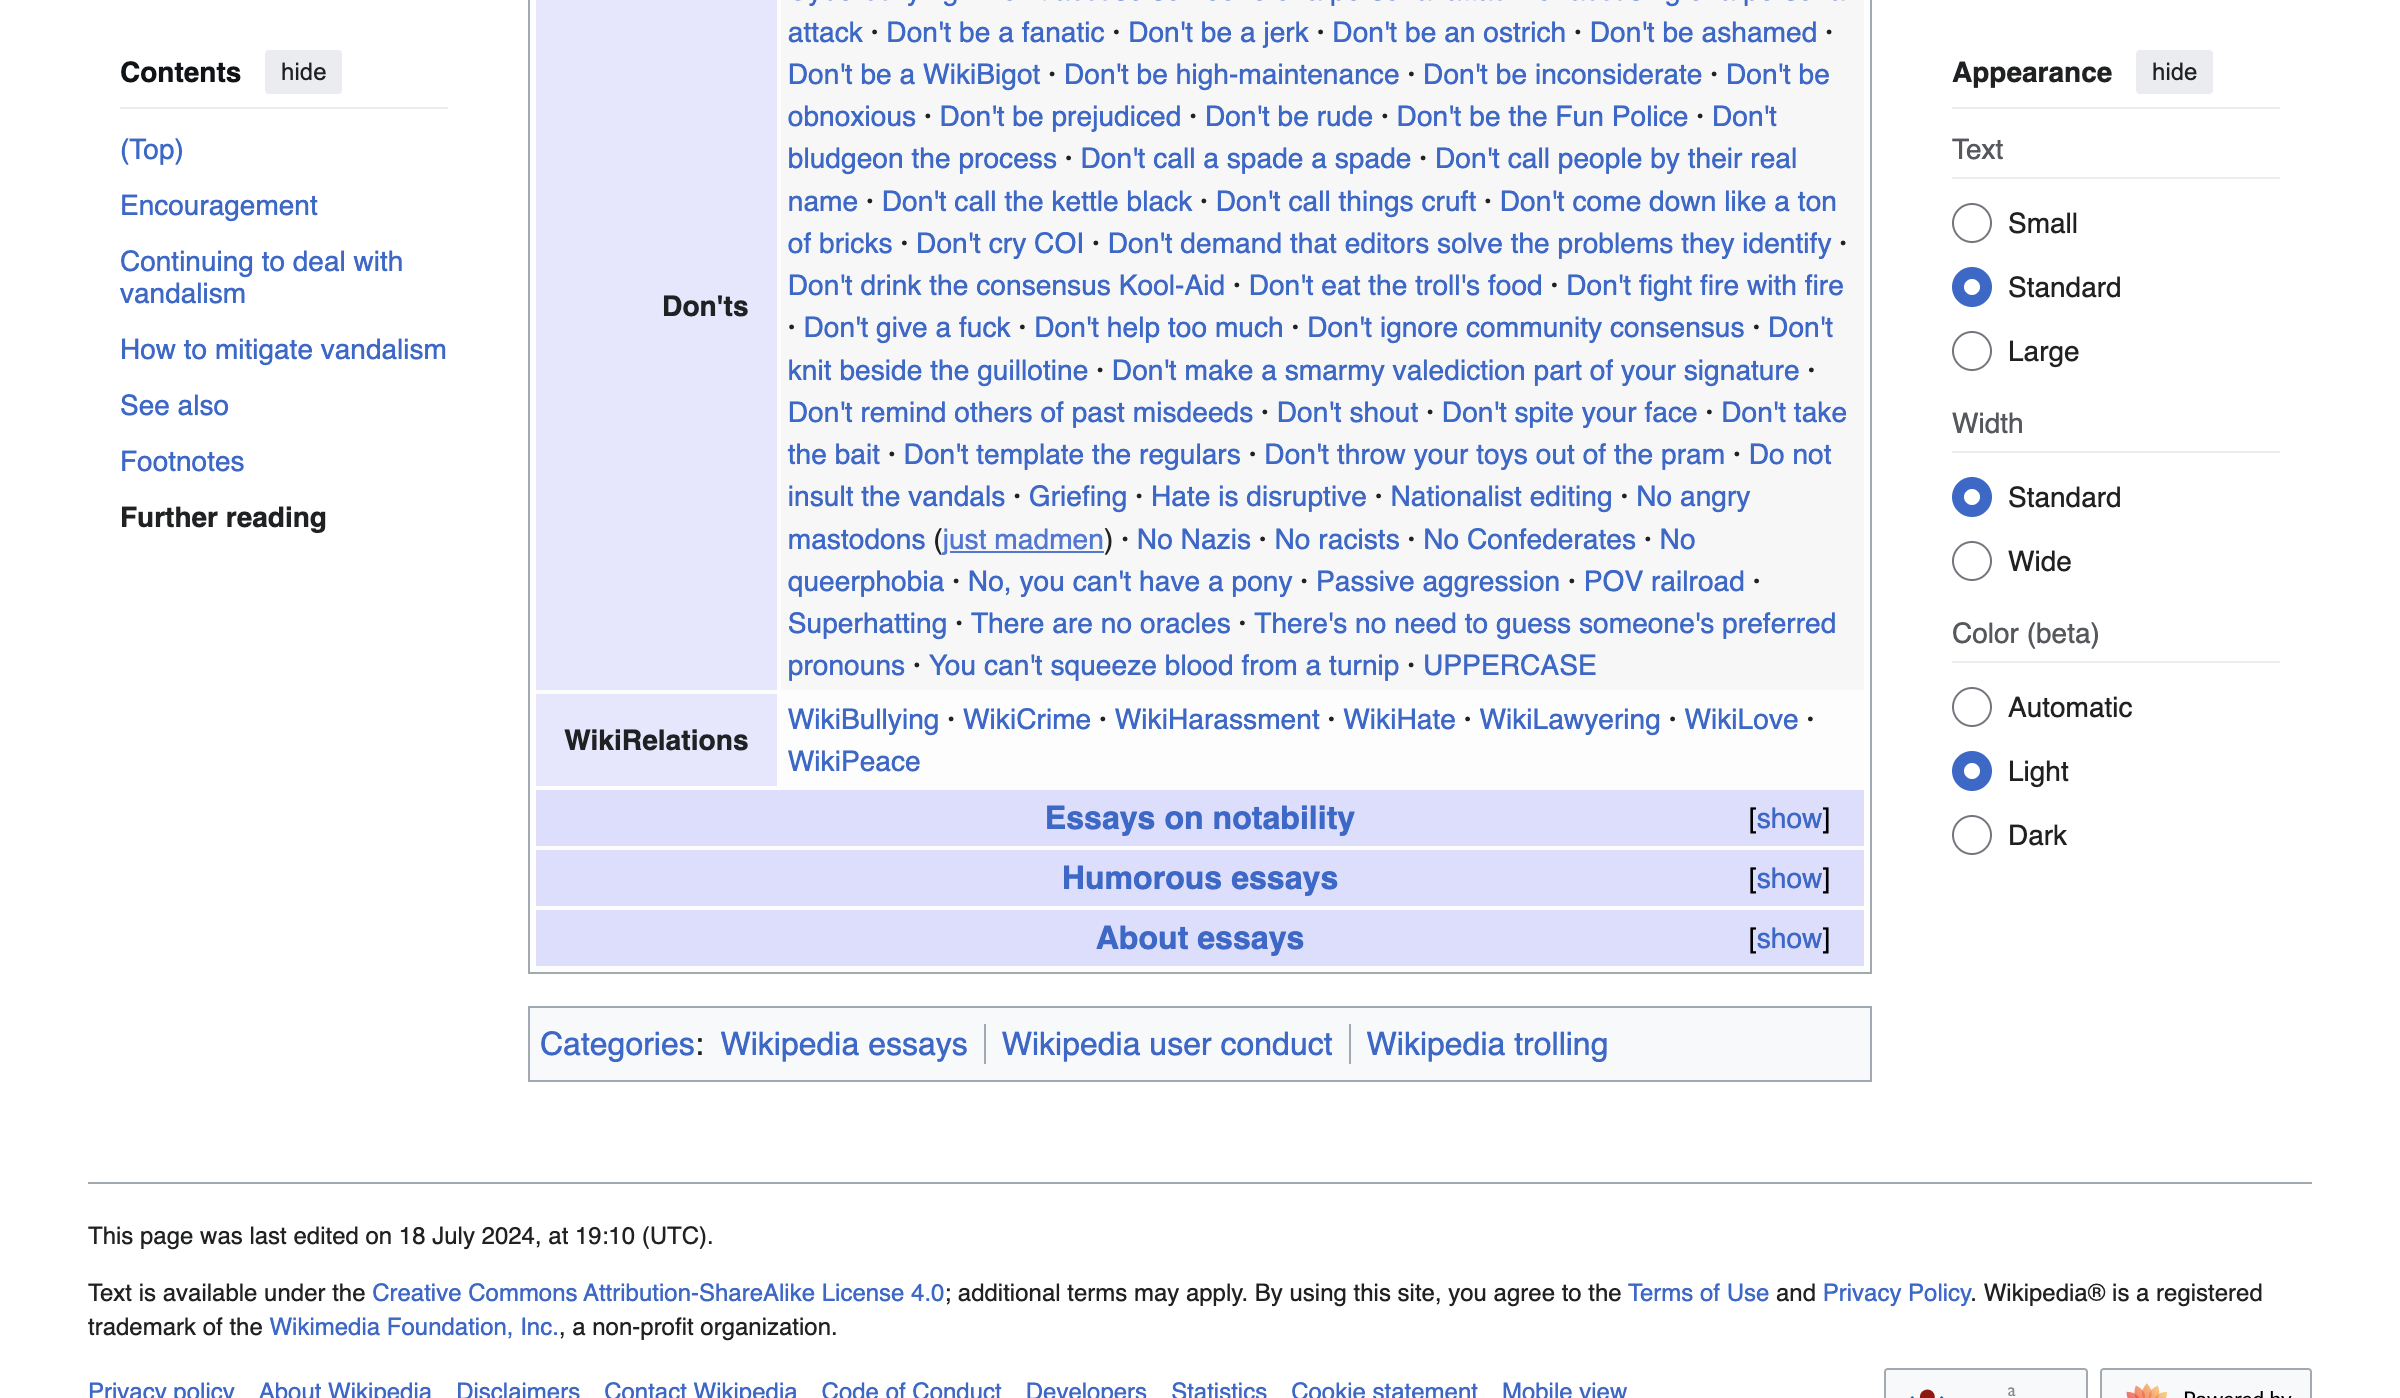 Contents hide
(Top)
Encouragement
Continuing to deal with
vandalism
How to mitigate vandalism
See also
Footnotes
Further reading
Don'ts
attack · Don't be a fanatic · Don't be a jerk · Don't be an ostrich · Don't be ashamed ·
Don't be a WikiBigot · Don't be high-maintenance · Don't be inconsiderate · Don't be
obnoxious · Don't be prejudiced · Don't be rude · Don't be the Fun Police · Don't
bludgeon the process · Don't call a spade a spade · Don't call people by their real
name · Don't call the kettle black · Don't call things cruft · Don't come down like a ton
of bricks · Don't cry COI · Don't demand that editors solve the problems they identify ·
Don't drink the consensus Kool-Aid · Don't eat the troll's food · Don't fight fire with fire
· Don't give a fuck · Don't help too much · Don't ignore community consensus · Don't
knit beside the guillotine · Don't make a smarmy valediction part of your signature ·
Don't remind others of past misdeeds · Don't shout · Don't spite your face · Don't take
the bait · Don't template the regulars · Don't throw your toys out of the pram · Do not
insult the vandals · Griefing · Hate is disruptive · Nationalist editing · No angry
mastodons (just madmen) · No Nazis · No racists · No Confederates · No
queerphobia · No, you can't have a pony · Passive aggression · POV railroad ·
Superhatting · There are no oracles · There's no need to guess someone's preferred
pronouns · You can't squeeze blood from a turnip · UPPERCASE
WikiRelations
WikiBullying · WikiCrime · WikiHarassment · WikiHate · WikiLawyering · WikiLove ·
WikiPeace
Essays on notability [show]
Humorous essays [show]
About essays [show]
Categories: Wikipedia essays | Wikipedia user conduct | Wikipedia trolling
Appearance hide
Text
Small
Standard
Large
Width
Standard
Wide
Color (beta)
Automatic
Light
Dark
This page was last edited on 18 July 2024, at 19:10 (UTC).
Text is available under the Creative Commons Attribution-ShareAlike License 4.0; additional terms may apply. By using this site, you agree to the Terms of Use and Privacy Policy. Wikipedia® is a registered
trademark of the Wikimedia Foundation, Inc., a non-profit organization.
Privacy policy About Wikipedia Disclaimers Contact Wikipedia Code of Conduct Developers Statistics Cookie statement Mobile view
a
Powered by